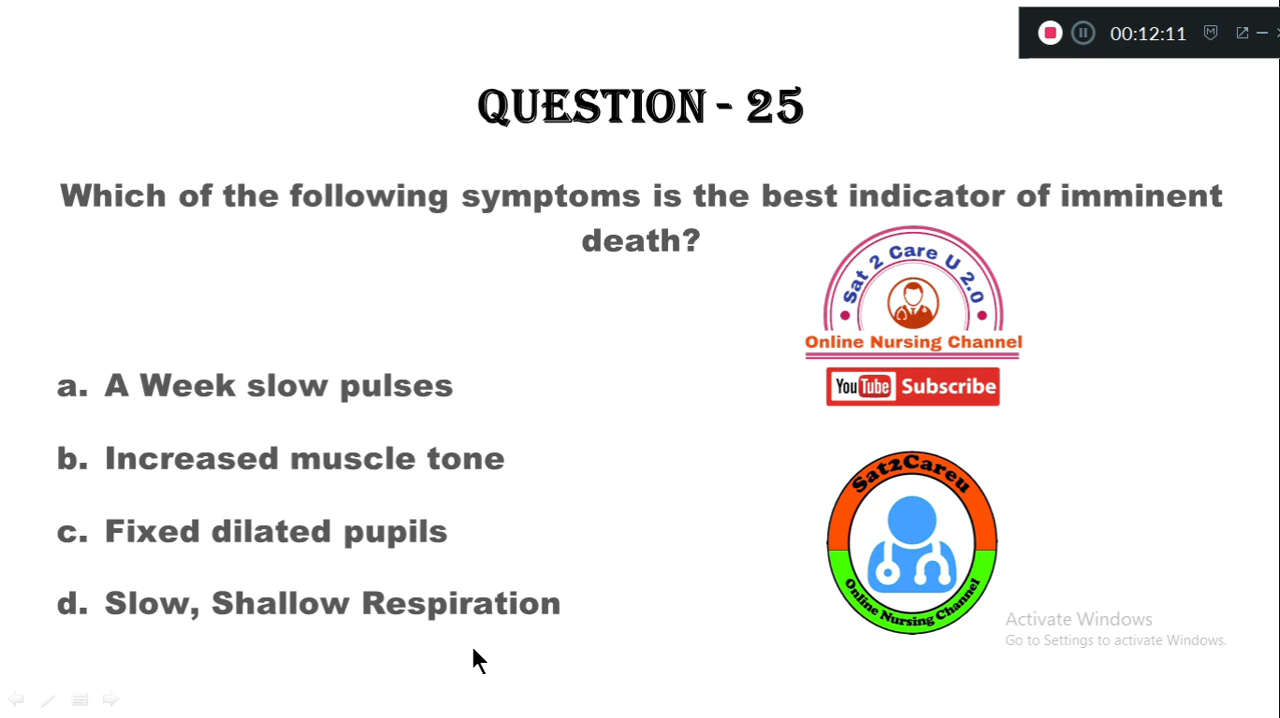 00:12:11
QUESTION - 25
Which of the following symptoms is the best indicator of imminent
death?
Sat 2 Care U 2.0
Online Nursing Channel
YouTube Subscribe
a. A Week slow pulses
b. Increased muscle tone
c. Fixed dilated pupils
d. Slow, Shallow Respiration
Sat2Careu
Online Nursing Channel
Activate Windows
Go to Settings to activate Windows.